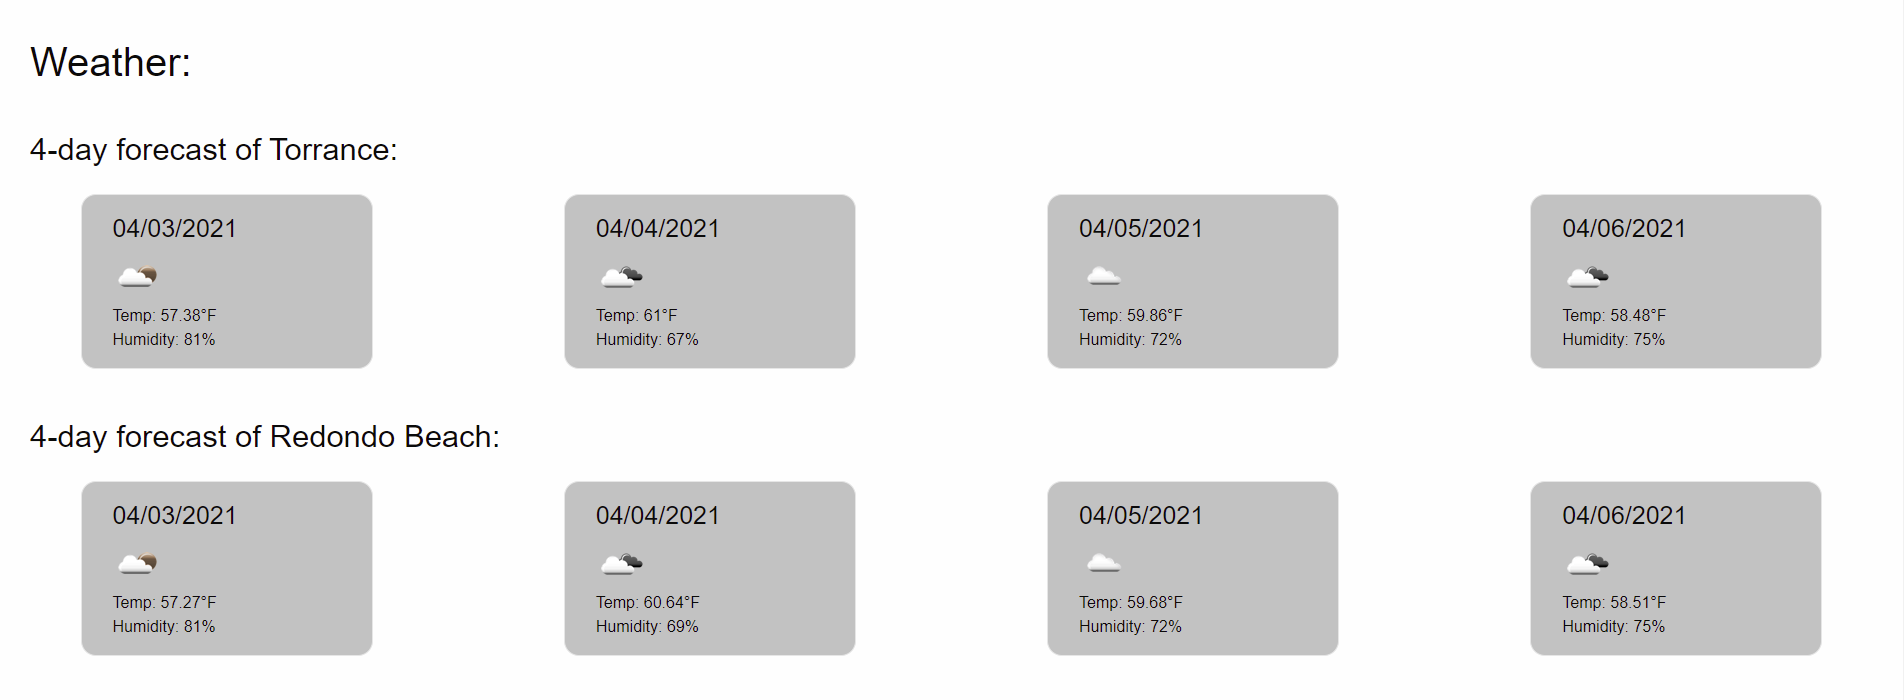 Weather:
4-day forecast of Torrance:
04/03/2021
Temp: 57.38°F
Humidity: 81%
04/04/2021
Temp: 61°F
Humidity: 67%
04/05/2021
Temp: 59.86°F
Humidity: 72%
04/06/2021
Temp: 58.48°F
Humidity: 75%
4-day forecast of Redondo Beach:
04/03/2021
Temp: 57.27°F
Humidity: 81%
04/04/2021
Temp: 60.64°F
Humidity: 69%
04/05/2021
Temp: 59.68°F
Humidity: 72%
04/06/2021
Temp: 58.51°F
Humidity: 75%